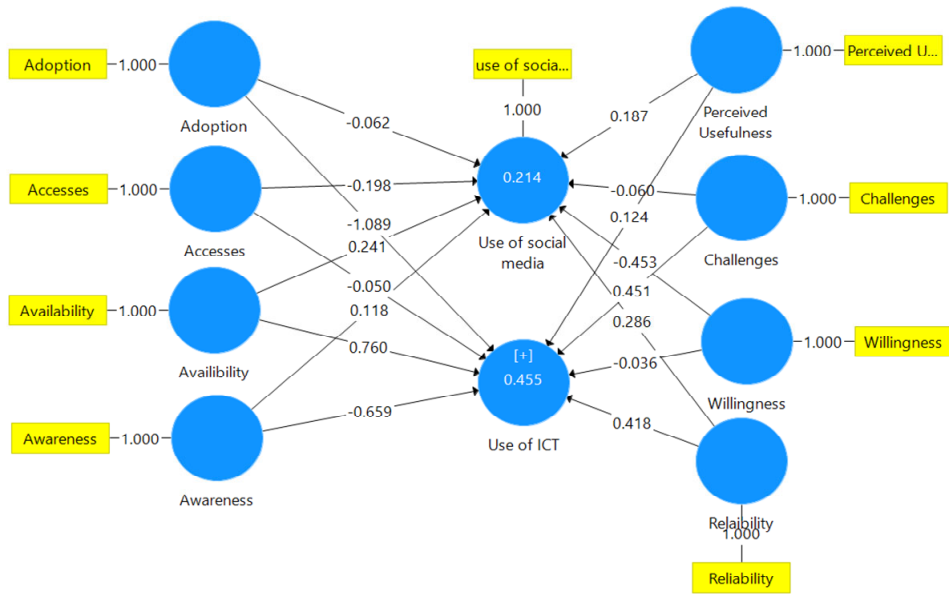 Adoption
1.000
Adoption
Accesses
1.000
Accesses
Availability
1.000
Availibility
Awareness
1.000
Awareness
use of socia...
1.000
0.214
Use of social
media
[+]
0.455
Use of ICT
-0.062
-0.198
-1.089
0.241
-0.050
0.118
0.760
-0.659
0.187
-0.060
0.124
-0.453
0.451
0.286
-0.036
0.418
1.000
Perceived U...
Perceived
Usefulness
1.000
Challenges
Challenges
1.000
Willingness
Willingness
Relaibility
1.000
Reliability